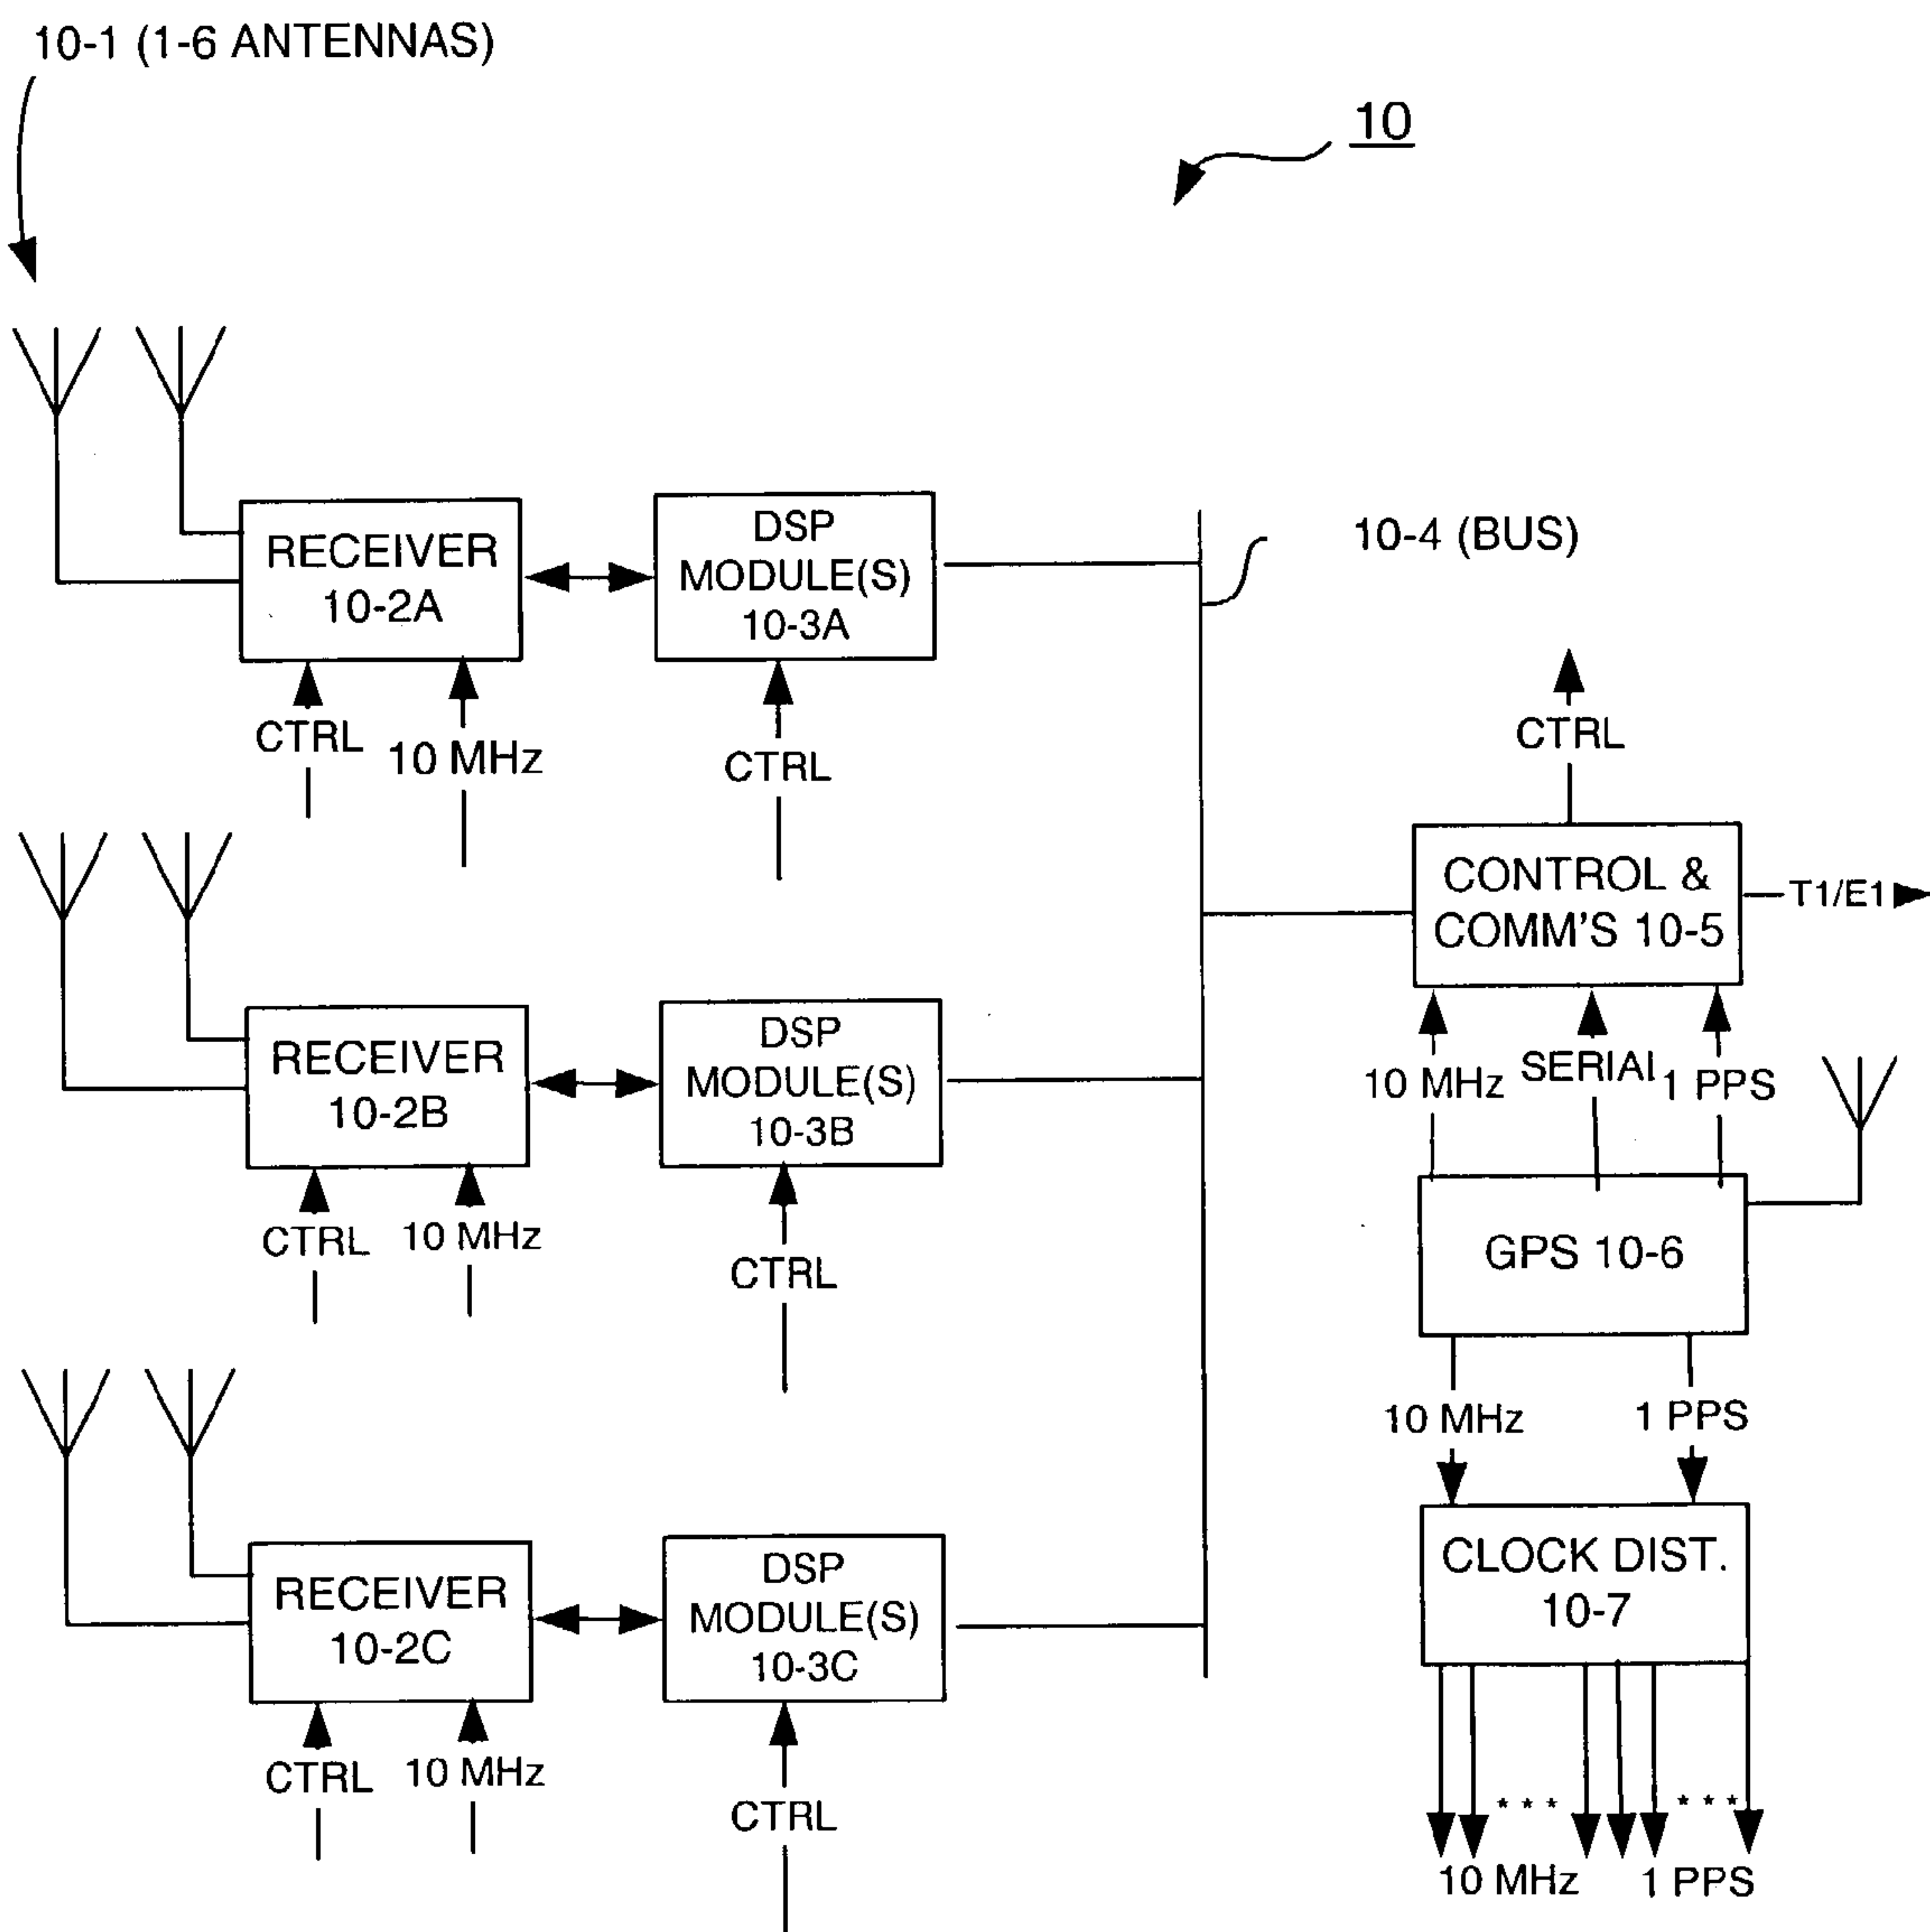 10-1 (1-6 ANTENNAS)
10
RECEIVER
10-2A
DSP
MODULE(S)
10-3A
10-4 (BUS)
CTRL
10 MHz
CTRL
CTRL
CONTROL &
COMM'S 10-5
T1/E1
RECEIVER
10-2B
DSP
MODULE(S)
10-3B
10 MHz
SERIAl
1 PPS
CTRL
10 MHz
CTRL
GPS 10-6
10 MHz
1 PPS
RECEIVER
10-2C
DSP
MODULE(S)
10-3C
CLOCK DIST.
10-7
CTRL
10 MHz
CTRL
* * *
* * *
10 MHz
1 PPS